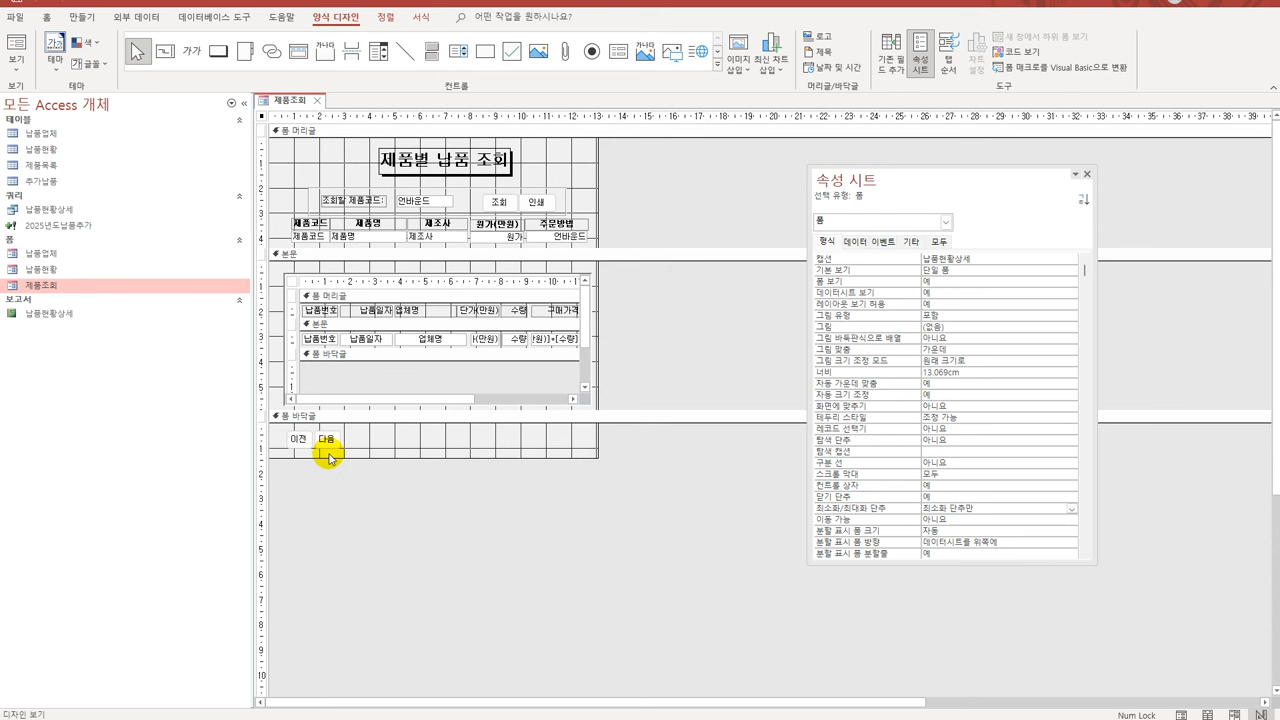 파일 홈 만들기 외부 데이터 데이터베이스 도구 도움말 양식 디자인 정렬 서식 어떤 작업을 원하시나요?
보기 테마 색 글꼴 가가 가나다 가나다 이미지 삽입 최신 차트 삽입 로고 제목 날짜 및 시간 기존 필드 추가 속성 시트 탭 순서 차트 설정 새 창에서 하위 폼 보기 코드 보기 폼 매크로를 Visual Basic으로 변환
보기 테마 컨트롤 머리글/바닥글 도구
모든 Access 개체
테이블
납품업체
납품현황
제품목록
추가납품
쿼리
납품현황상세
2025년도납품추가
폼
납품업체
납품현황
제품조회
보고서
납품현황상세
제품조회
폼 머리글
제품별 납품 조회
조회할 제품코드: 언바운드 조회 인쇄
제품코드 제품명 제조사 원가(만원) 주문방법
제품코드 제품명 제조사 원가 언바운드
본문
폼 머리글
납품번호 납품일자 업체명 단가(만원) 수량 구매가격
본문
납품번호 납품일자 업체명 수량
폼 바닥글
폼 바닥글
이전 다음
속성 시트
선택 유형: 폼
폼
형식 데이터 이벤트 기타 모두
캡션 납품현황상세
기본 보기 단일 폼
폼 보기 예
데이터시트 보기 예
레이아웃 보기 허용 예
그림 유형 포함
그림 (없음)
그림 바둑판식으로 배열 아니요
그림 맞춤 가운데
그림 크기 조정 모드 원래 크기로
너비 13.069cm
자동 가운데 맞춤 예
자동 크기 조정 예
화면에 맞추기 아니요
테두리 스타일 조정 가능
레코드 선택기 아니요
탐색 단추 아니요
탐색 캡션
구분 선 아니요
스크롤 막대 모두
컨트롤 상자 예
닫기 단추 예
최소화/최대화 단추 최소화 단추만
이동 가능 아니요
분할 표시 폼 크기 자동
분할 표시 폼 방향 데이터시트를 위쪽에
분할 표시 폼 분할줄 예
디자인 보기 Num Lock